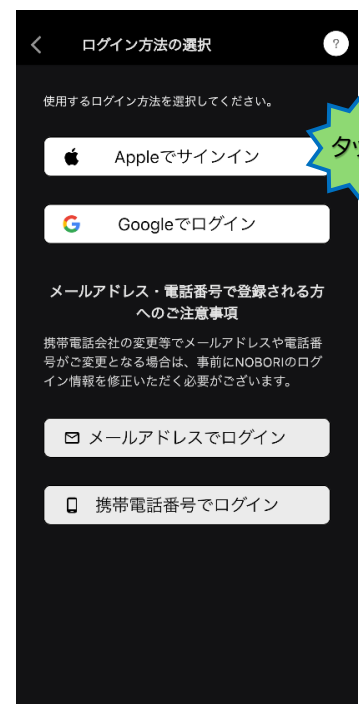 ログイン方法の選択
?
使用するログイン方法を選択してください。
Appleでサインイン
Googleでログイン
メールアドレス・電話番号で登録される方
へのご注意事項
携帯電話会社の変更等でメールアドレスや電話番
号がご変更となる場合は、事前にNOBORIのログ
イン情報を修正いただく必要がございます。
メールアドレスでログイン
携帯電話番号でログイン